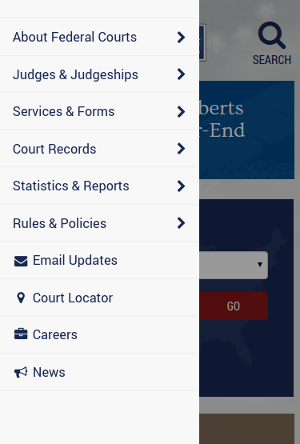 About Federal Courts
Judges & Judgeships
Services & Forms
Court Records
Statistics & Reports
Rules & Policies
Email Updates
Court Locator
Careers
News
SEARCH
berts
r-End
GO